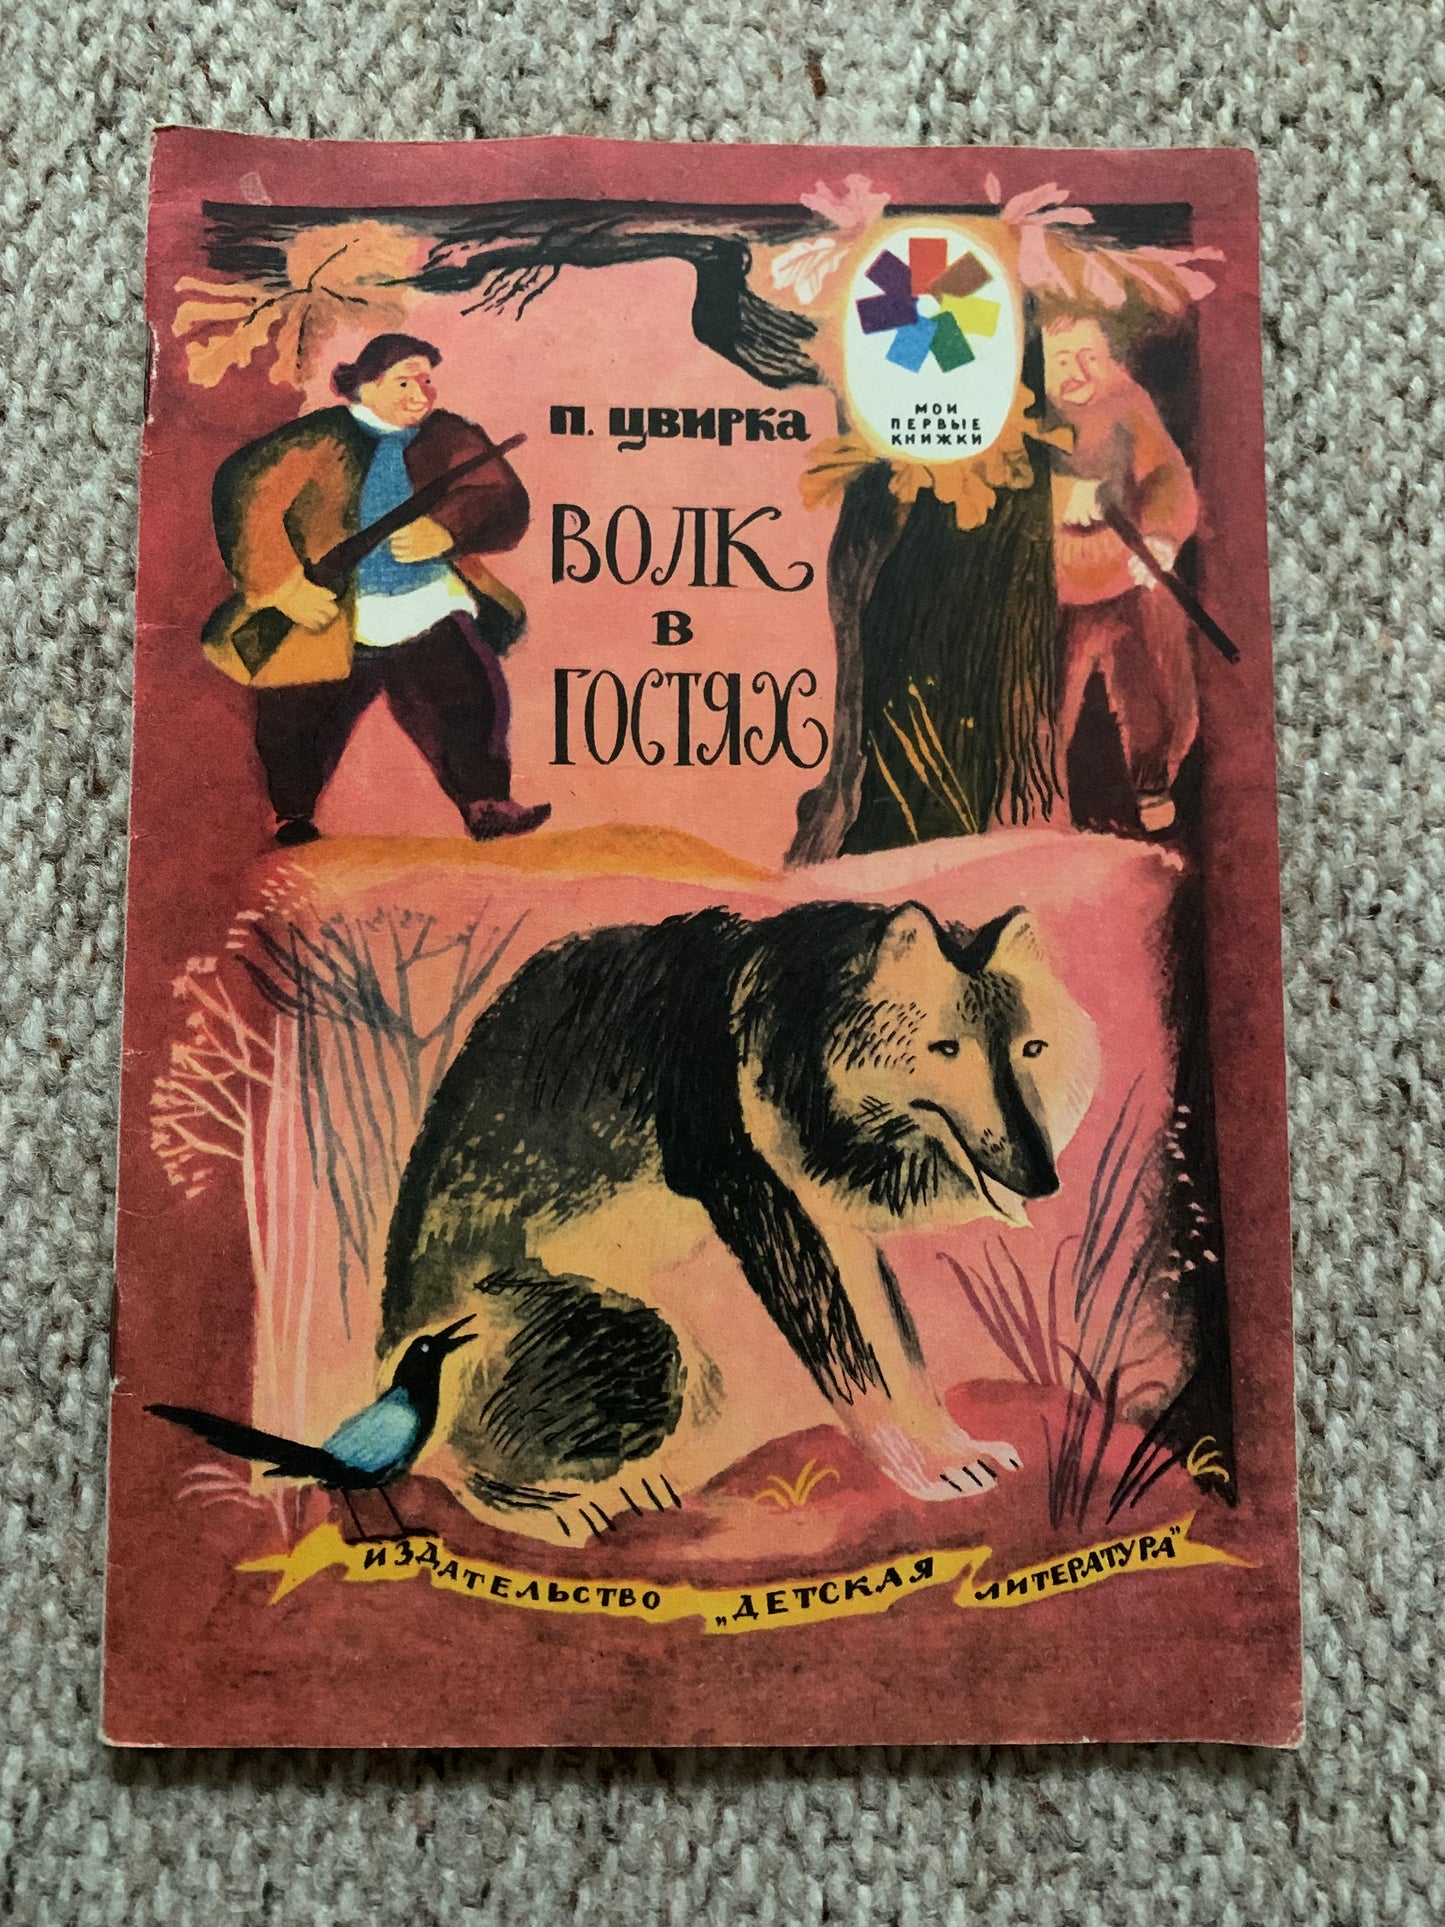 П. ЦВИРКА
МОИ
ПЕРВЫЕ
КНИЖКИ
ВОЛК
В
ГОСТЯХ
ИЗДАТЕЛЬСТВО „ДЕТСКАЯ ЛИТЕРАТУРА"